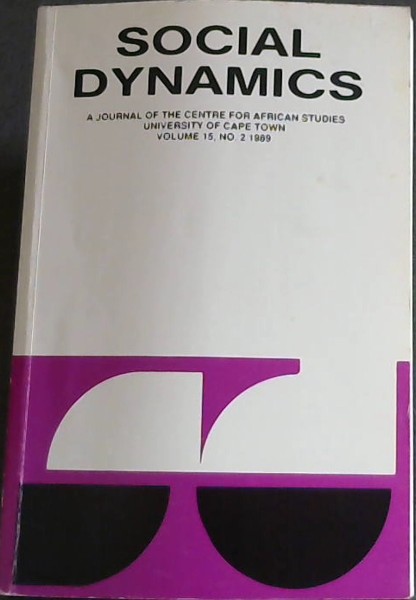 SOCIAL
DYNAMICS
A JOURNAL OF THE CENTRE FOR AFRICAN STUDIES
UNIVERSITY OF CAPE TOWN
VOLUME 15, NO. 2 1989